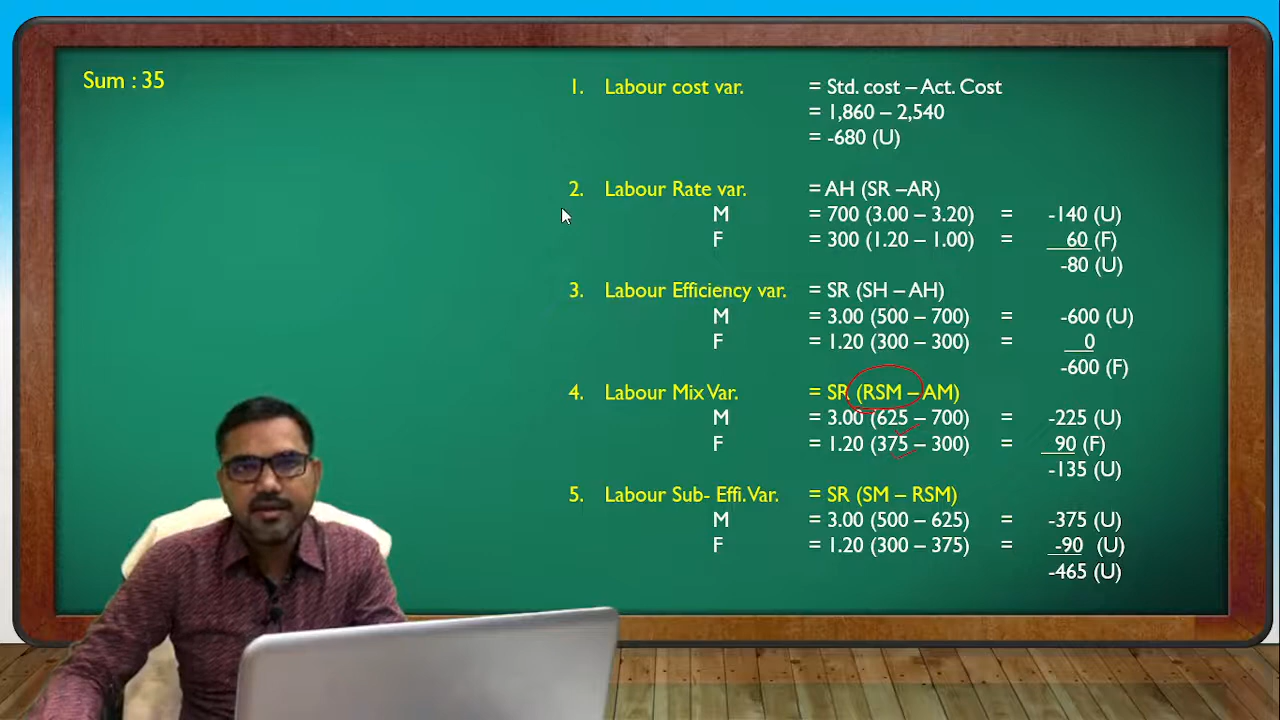 Sum : 35
1. Labour cost var. = Std. cost – Act. Cost
= 1,860 – 2,540
= -680 (U)
2. Labour Rate var. = AH (SR –AR)
M = 700 (3.00 – 3.20) = -140 (U)
F = 300 (1.20 – 1.00) = 60 (F)
-80 (U)
3. Labour Efficiency var. = SR (SH – AH)
M = 3.00 (500 – 700) = -600 (U)
F = 1.20 (300 – 300) = 0
-600 (F)
4. Labour Mix Var. = SR (RSM – AM)
M = 3.00 (625 – 700) = -225 (U)
F = 1.20 (375 – 300) = 90 (F)
-135 (U)
5. Labour Sub- Effi. Var. = SR (SM – RSM)
M = 3.00 (500 – 625) = -375 (U)
F = 1.20 (300 – 375) = -90 (U)
-465 (U)